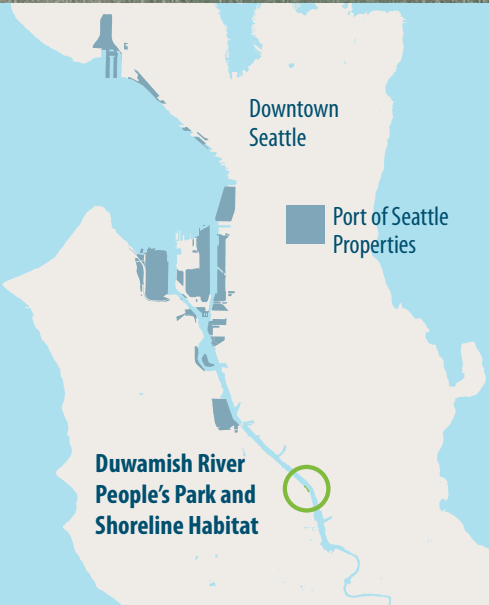 Downtown
Seattle
Port of Seattle
Properties
Duwamish River
People's Park and
Shoreline Habitat